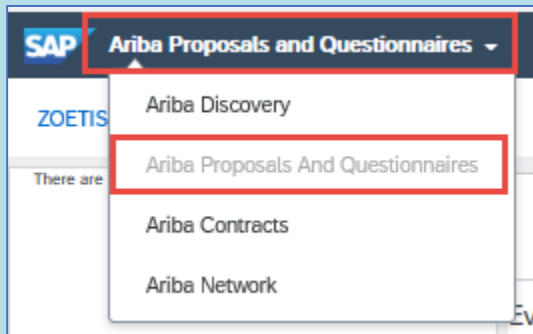 SAP Ariba Proposals and Questionnaires
Ariba Discovery
ZOETIS
Ariba Proposals And Questionnaires
There are
Ariba Contracts
Ariba Network
Ev